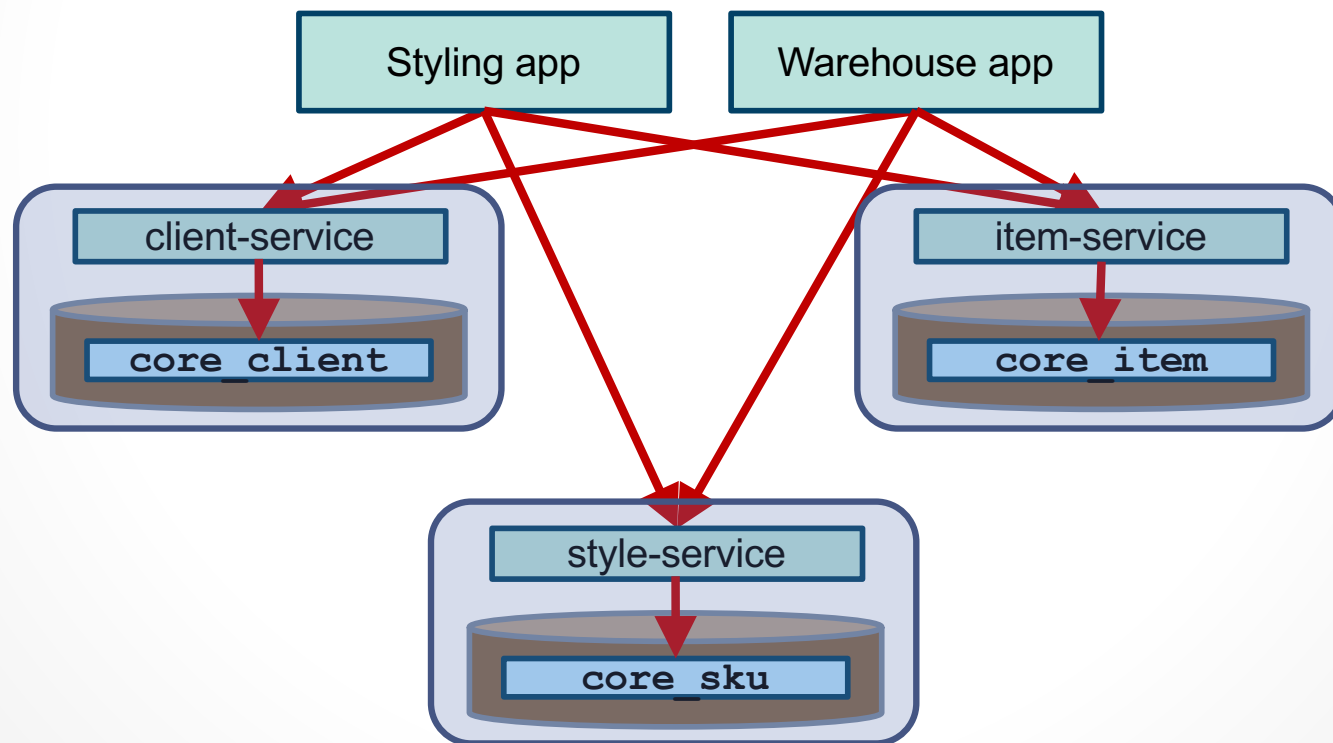 Styling app
Warehouse app
client-service
item-service
core_client
core_item
style-service
core_sku